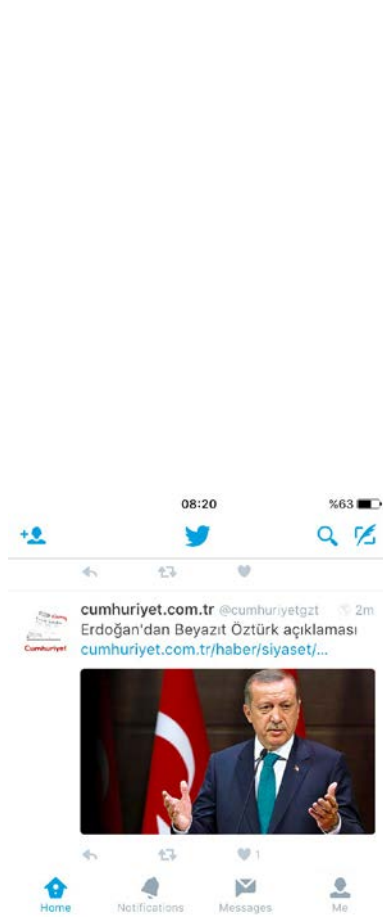 08:20
%63
cumhuriyet.com.tr @cumhuriyetgzt 2m
Erdoğan'dan Beyazıt Öztürk açıklaması
cumhuriyet.com.tr/haber/siyaset/...
Cumhuriyet
1
Home Notifications Messages Me